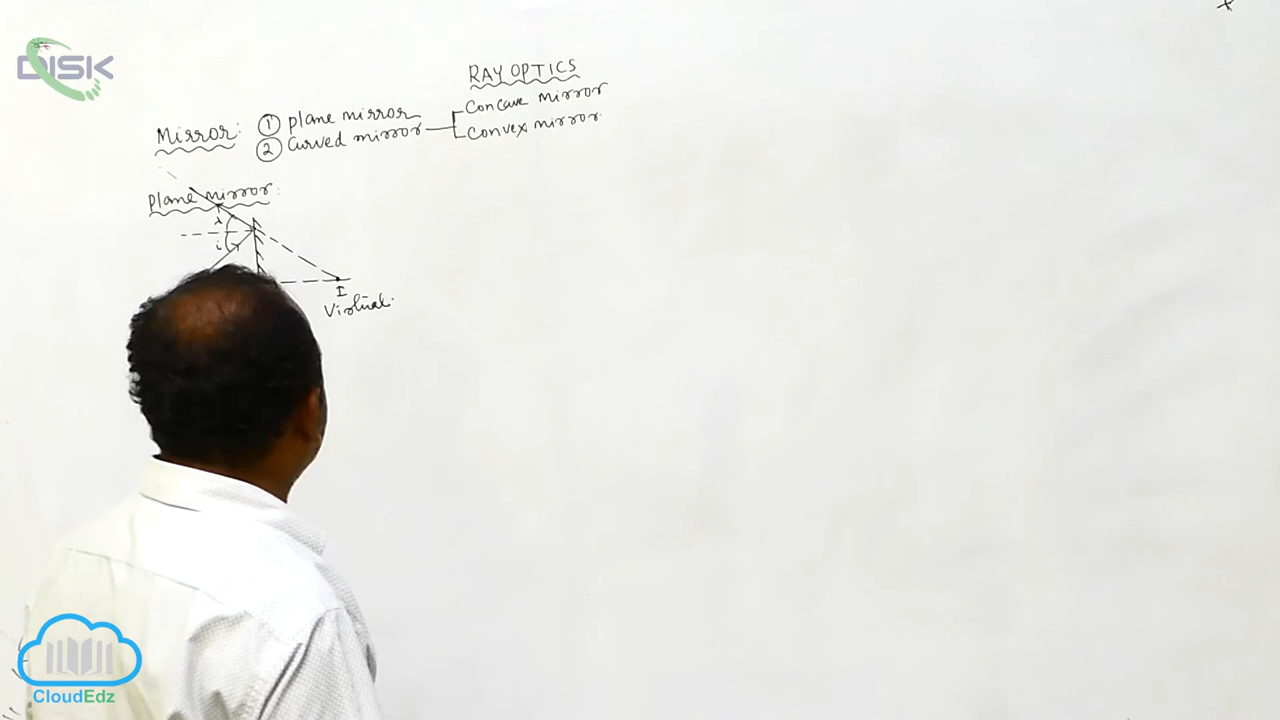 DISK
RAY OPTICS
Mirror: ① plane mirror
② Curved mirror
Concave mirror
Convex mirror
Plane mirror:
r
i
I
Virtual.
CloudEdz